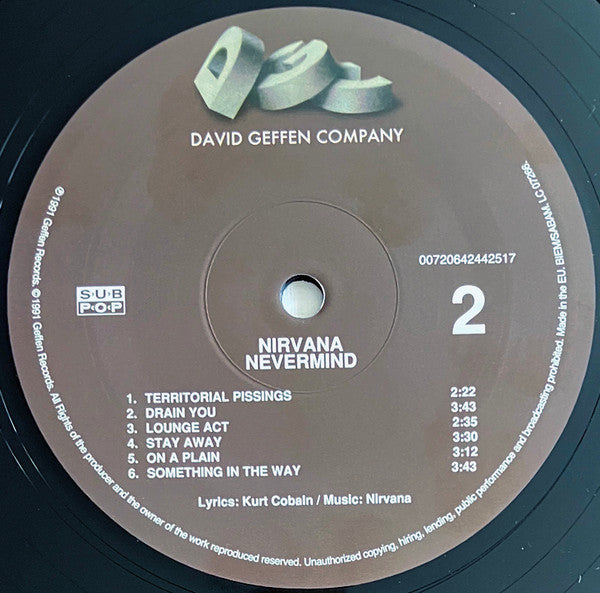 DGC
DAVID GEFFEN COMPANY
00720642442517
SUB
POP
2
NIRVANA
NEVERMIND
1. TERRITORIAL PISSINGS 2:22
2. DRAIN YOU 3:43
3. LOUNGE ACT 2:35
4. STAY AWAY 3:30
5. ON A PLAIN 3:12
6. SOMETHING IN THE WAY 3:43
Lyrics: Kurt Cobain / Music: Nirvana
℗1991 Geffen Records, © 1991 Geffen Records. All Rights of the producer and the owner of the work reproduced reserved. Unauthorized copying, hiring, lending, public performance and broadcasting prohibited. Made in the EU. BIEM/SABAM. LC 07266.